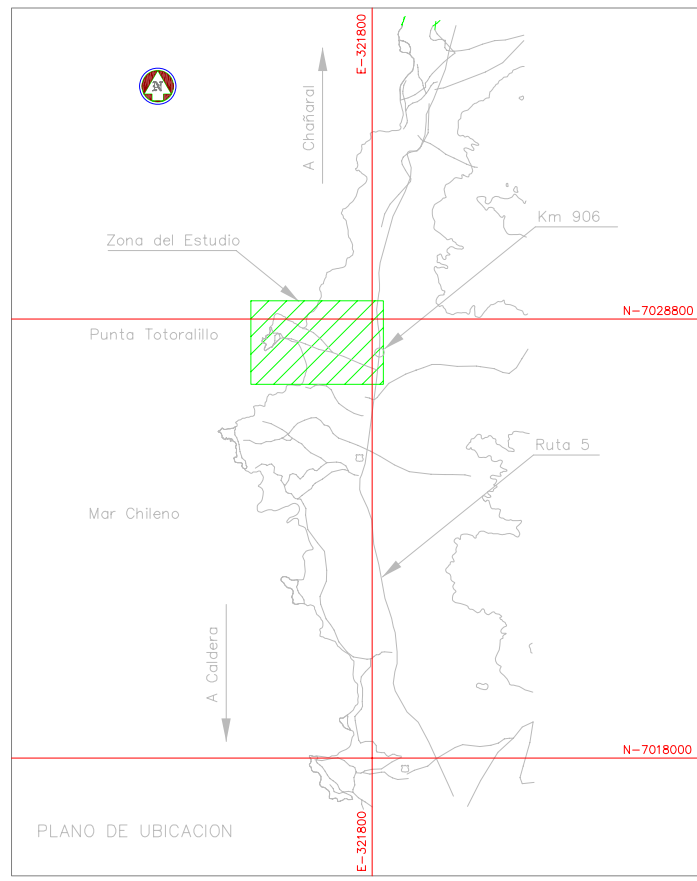 E-321800
A Chañaral
N
Km 906
Zona del Estudio
N-7028800
Punta Totoralillo
Ruta 5
Mar Chileno
A Caldera
N-7018000
E-321800
PLANO DE UBICACION